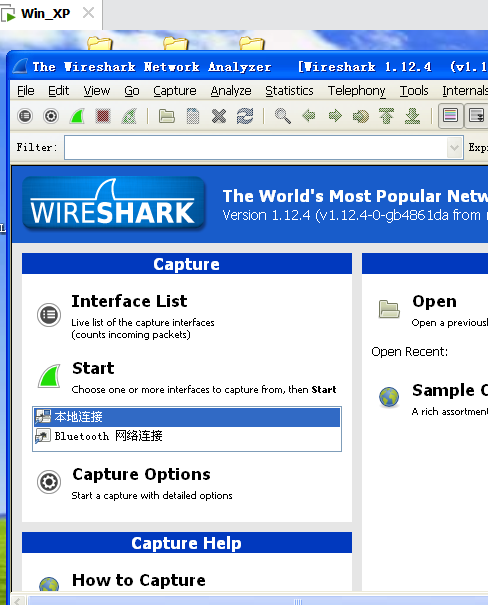 Win_XP
The Wireshark Network Analyzer [Wireshark 1.12.4 (v1.1
File Edit View Go Capture Analyze Statistics Telephony Tools Internals
Filter: Expr
WIRESHARK
The World's Most Popular Netw
Version 1.12.4 (v1.12.4-0-gb4861da from
Capture
Interface List
Live list of the capture interfaces
(counts incoming packets)
Start
Choose one or more interfaces to capture from, then Start
本地连接
Bluetooth 网络连接
Capture Options
Start a capture with detailed options
Capture Help
How to Capture
Open
Open a previously
Open Recent:
Sample C
A rich assortment